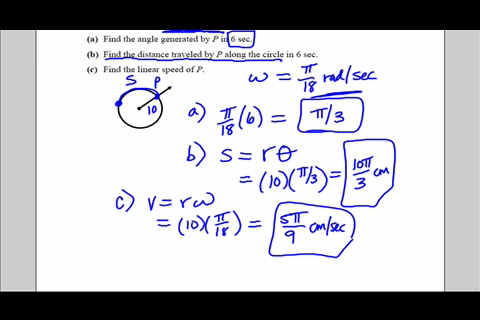 (a) Find the angle generated by P in 6 sec.
(b) Find the distance traveled by P along the circle in 6 sec.
(c) Find the linear speed of P.
S P
10
ω = π/18 rad/sec
a) π/18 (6) = π/3
b) S = rθ
= (10)(π/3) = 10π/3 cm
c) V = rω
= (10)(π/18) = 5π/9 cm/sec